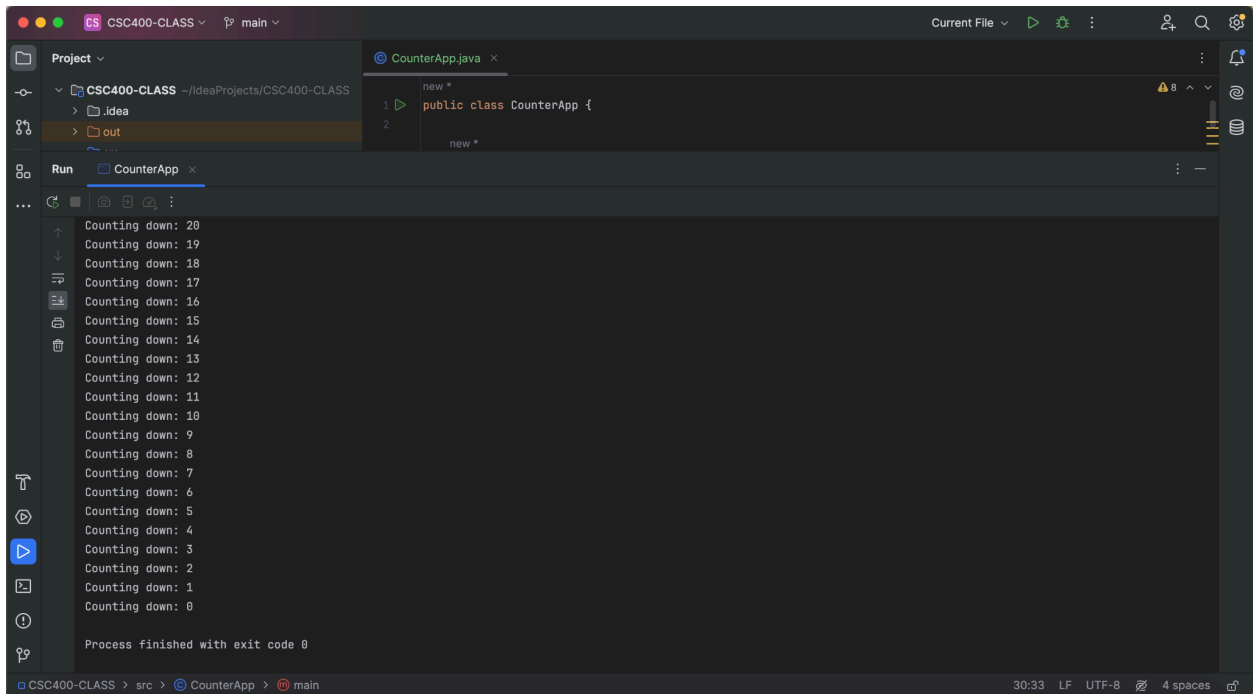 CS CSC400-CLASS main Current File
Project
CounterApp.java
CSC400-CLASS ~/IdeaProjects/CSC400-CLASS
new *
8
.idea
1 public class CounterApp {
out
2
new *
Run CounterApp
Counting down: 20
Counting down: 19
Counting down: 18
Counting down: 17
Counting down: 16
Counting down: 15
Counting down: 14
Counting down: 13
Counting down: 12
Counting down: 11
Counting down: 10
Counting down: 9
Counting down: 8
Counting down: 7
Counting down: 6
Counting down: 5
Counting down: 4
Counting down: 3
Counting down: 2
Counting down: 1
Counting down: 0
Process finished with exit code 0
CSC400-CLASS > src > CounterApp > main 30:33 LF UTF-8 4 spaces